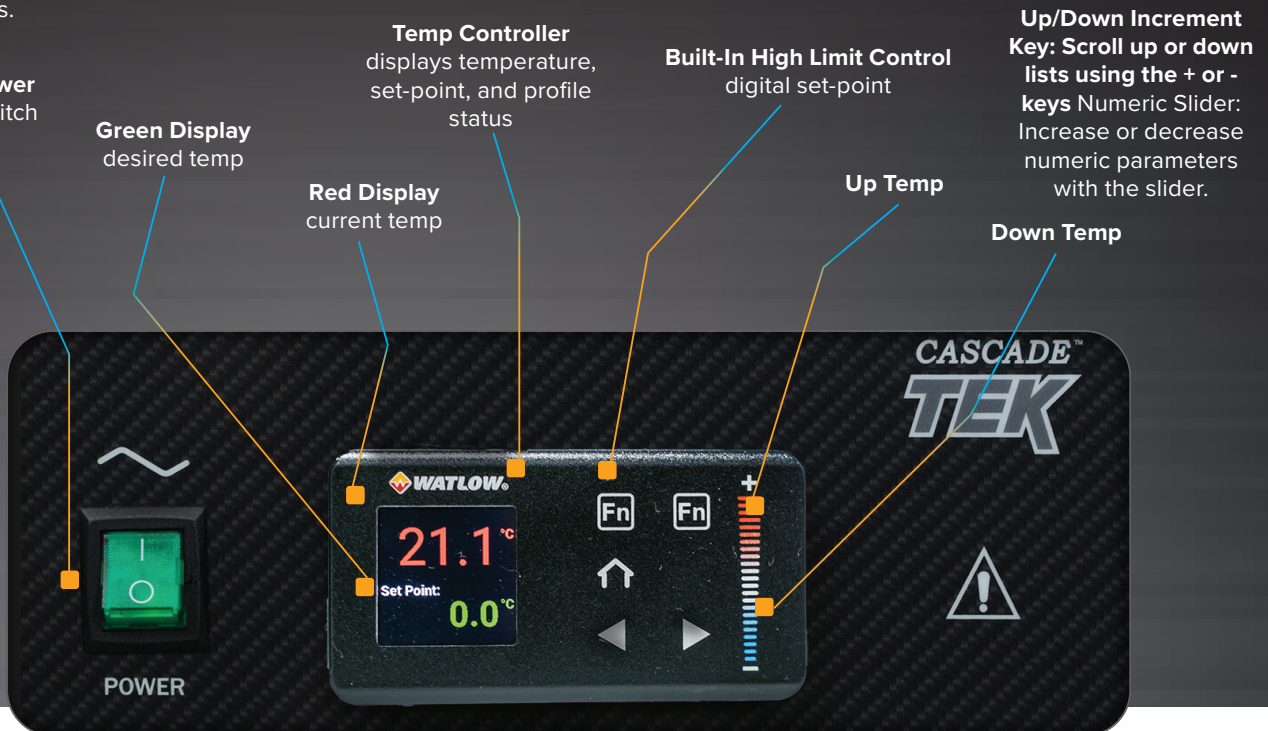 s.
wer
itch
Green Display
desired temp
Red Display
current temp
Temp Controller
displays temperature,
set-point, and profile
status
Built-In High Limit Control
digital set-point
Up Temp
Up/Down Increment
Key: Scroll up or down
lists using the + or -
keys Numeric Slider:
Increase or decrease
numeric parameters
with the slider.
Down Temp
CASCADE™
TEK
WATLOW®
21.1°C
Set Point:
0.0°C
Fn Fn
+
-
I
O
POWER